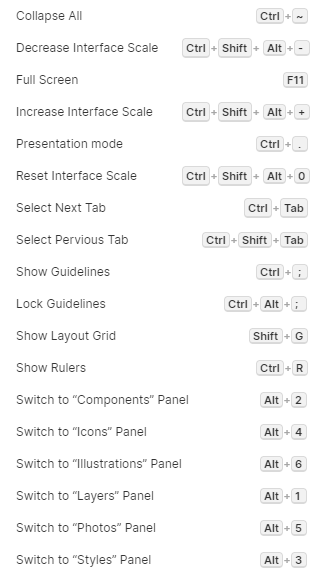 Collapse All Ctrl + ~
Decrease Interface Scale Ctrl + Shift + Alt + -
Full Screen F11
Increase Interface Scale Ctrl + Shift + Alt + +
Presentation mode Ctrl + .
Reset Interface Scale Ctrl + Shift + Alt + 0
Select Next Tab Ctrl + Tab
Select Pervious Tab Ctrl + Shift + Tab
Show Guidelines Ctrl + ;
Lock Guidelines Ctrl + Alt + ;
Show Layout Grid Shift + G
Show Rulers Ctrl + R
Switch to “Components” Panel Alt + 2
Switch to “Icons” Panel Alt + 4
Switch to “Illustrations” Panel Alt + 6
Switch to “Layers” Panel Alt + 1
Switch to “Photos” Panel Alt + 5
Switch to “Styles” Panel Alt + 3